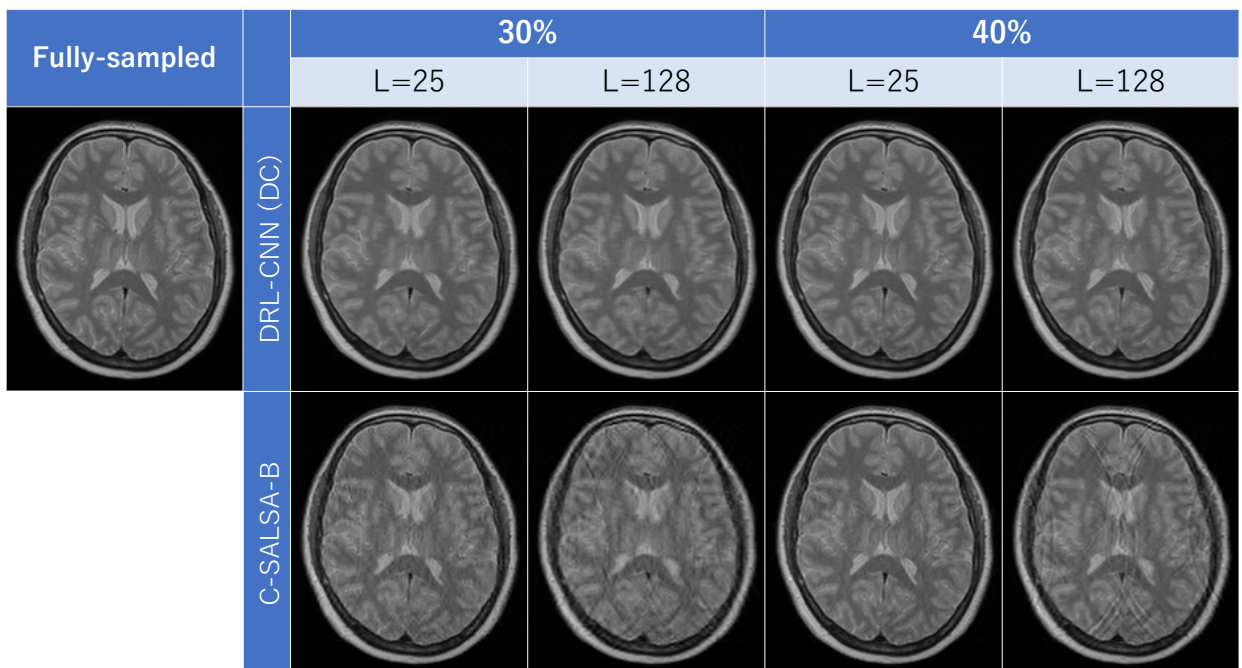 Fully-sampled
30%
40%
L=25
L=128
L=25
L=128
DRL-CNN (DC)
C-SALSA-B